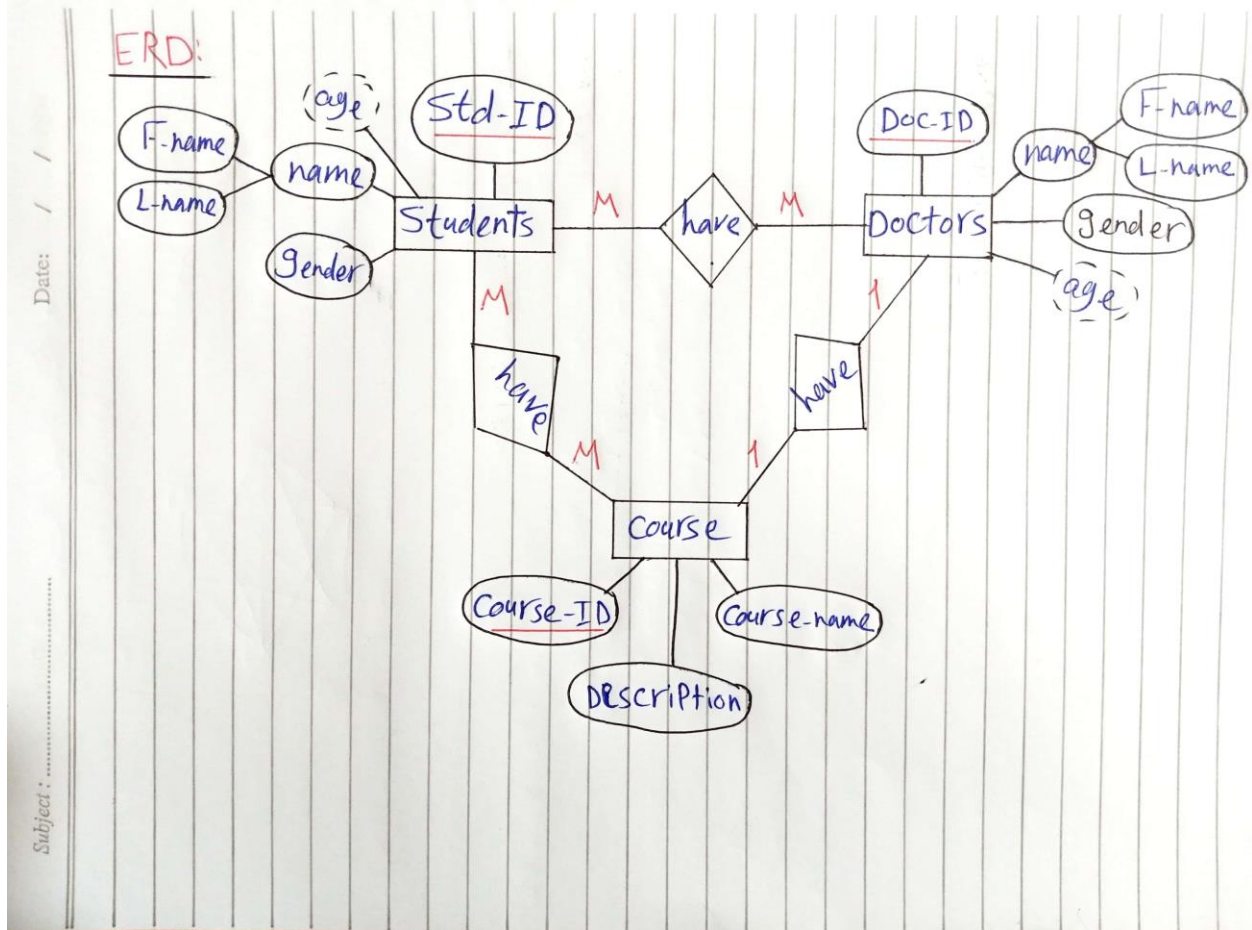 ERD:
age
Std-ID
F-name
name
L-name
gender
Students
M
have
M
Doc-ID
F-name
name
L-name
Doctors
gender
age
M
have
M
1
have
1
Course
Course-ID
Course-name
Description
Date: / /
Subject: